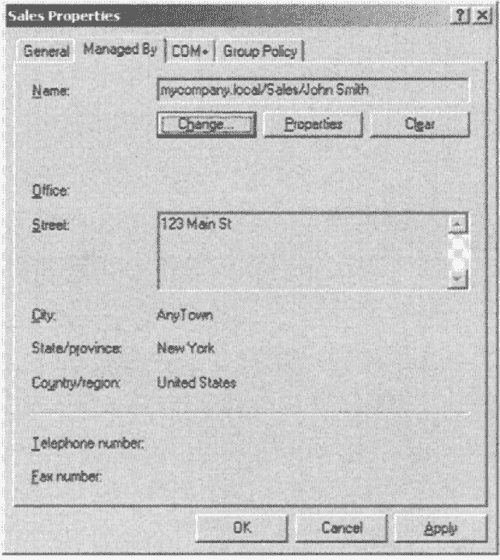 Sales Properties
General Managed By COM+ Group Policy
Name: mycompany.local/Sales/John Smith
Change... Properties Clear
Office:
Street: 123 Main St
City: AnyTown
State/province: New York
Country/region: United States
Telephone number:
Fax number:
OK Cancel Apply